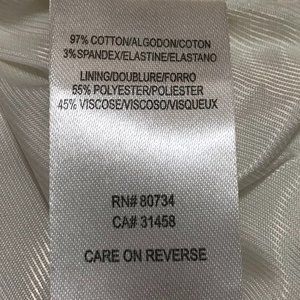 97% COTTON/ALGODON/COTON
3%SPANDEX/ELASTINE/ELASTANO
LINING/DOUBLURE/FORRO
55% POLYESTER/POLIESTER
45% VISCOSE/VISCOSO/VISQUEUX
RN# 80734
CA# 31458
CARE ON REVERSE